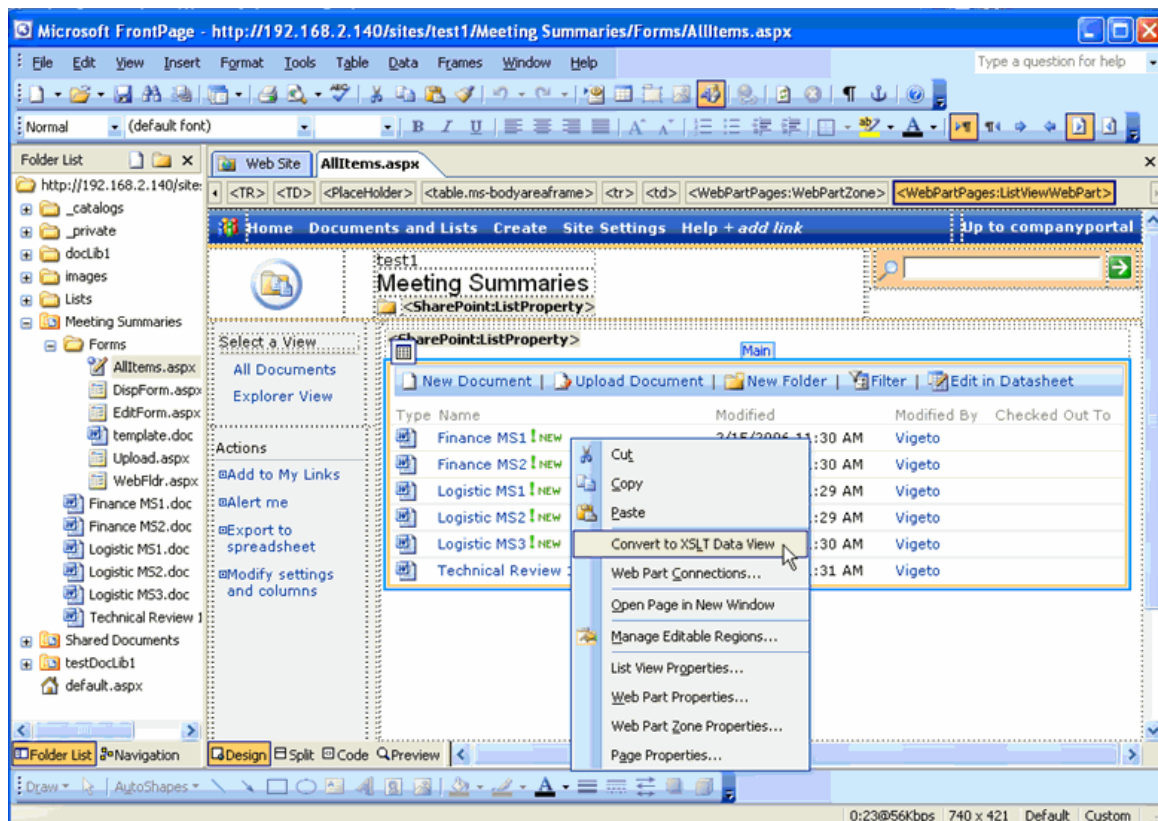 Microsoft FrontPage - http://192.168.2.140/sites/test1/Meeting Summaries/Forms/AllItems.aspx
File Edit View Insert Format Tools Table Data Frames Window Help Type a question for help
Normal (default font) B I U A A A
Folder List Web Site AllItems.aspx
http://192.168.2.140/site:
<TR> <TD> <PlaceHolder> <table.ms-bodyareaframe> <tr> <td> <WebPartPages:WebPartZone> <WebPartPages:ListViewWebPart>
_catalogs
_private
docLib1
images
Lists
Meeting Summaries
Forms
AllItems.aspx
DispForm.aspx
EditForm.aspx
template.doc
Upload.aspx
WebFldr.aspx
Finance MS1.doc
Finance MS2.doc
Logistic MS1.doc
Logistic MS2.doc
Logistic MS3.doc
Technical Review 1
Shared Documents
testDocLib1
default.aspx
Home Documents and Lists Create Site Settings Help + add link Up to companyportal
test1
Meeting Summaries
<SharePoint:ListProperty>
Select a View
All Documents
Explorer View
Actions
Add to My Links
Alert me
Export to
spreadsheet
Modify settings
and columns
<SharePoint:ListProperty>
Main
New Document | Upload Document | New Folder | Filter | Edit in Datasheet
Type Name Modified Modified By Checked Out To
Finance MS1 ! NEW 2/15/2006 11:30 AM Vigeto
Finance MS2 ! NEW :30 AM Vigeto
Logistic MS1 ! NEW :29 AM Vigeto
Logistic MS2 ! NEW :29 AM Vigeto
Logistic MS3 ! NEW :30 AM Vigeto
Technical Review :31 AM Vigeto
Cut
Copy
Paste
Convert to XSLT Data View
Web Part Connections...
Open Page in New Window
Manage Editable Regions...
List View Properties...
Web Part Properties...
Web Part Zone Properties...
Page Properties...
Folder List Navigation Design Split Code Preview
Draw AutoShapes A
0:23@56Kbps 740 x 421 Default Custom